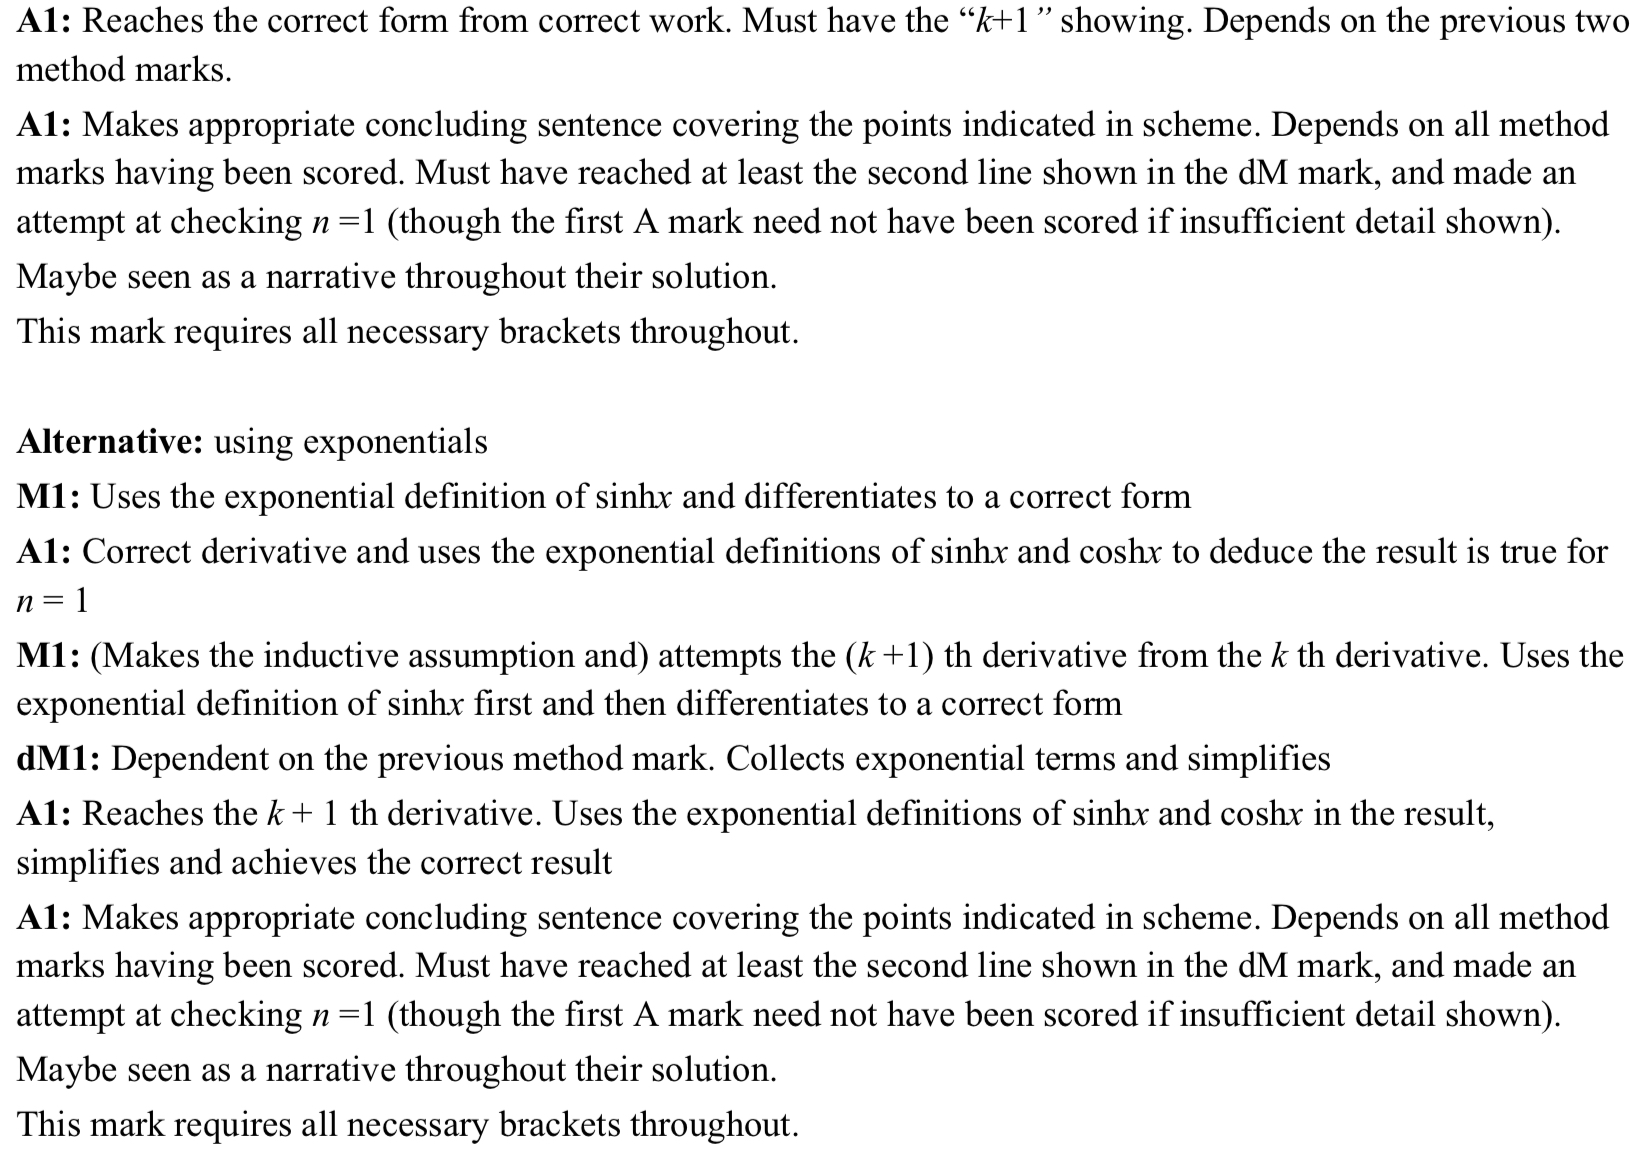 A1: Reaches the correct form from correct work. Must have the “k+1” showing. Depends on the previous two
method marks.
A1: Makes appropriate concluding sentence covering the points indicated in scheme. Depends on all method
marks having been scored. Must have reached at least the second line shown in the dM mark, and made an
attempt at checking n =1 (though the first A mark need not have been scored if insufficient detail shown).
Maybe seen as a narrative throughout their solution.
This mark requires all necessary brackets throughout.
Alternative: using exponentials
M1: Uses the exponential definition of sinhx and differentiates to a correct form
A1: Correct derivative and uses the exponential definitions of sinhx and coshx to deduce the result is true for
n = 1
M1: (Makes the inductive assumption and) attempts the (k +1) th derivative from the k th derivative. Uses the
exponential definition of sinhx first and then differentiates to a correct form
dM1: Dependent on the previous method mark. Collects exponential terms and simplifies
A1: Reaches the k + 1 th derivative. Uses the exponential definitions of sinhx and coshx in the result,
simplifies and achieves the correct result
A1: Makes appropriate concluding sentence covering the points indicated in scheme. Depends on all method
marks having been scored. Must have reached at least the second line shown in the dM mark, and made an
attempt at checking n =1 (though the first A mark need not have been scored if insufficient detail shown).
Maybe seen as a narrative throughout their solution.
This mark requires all necessary brackets throughout.